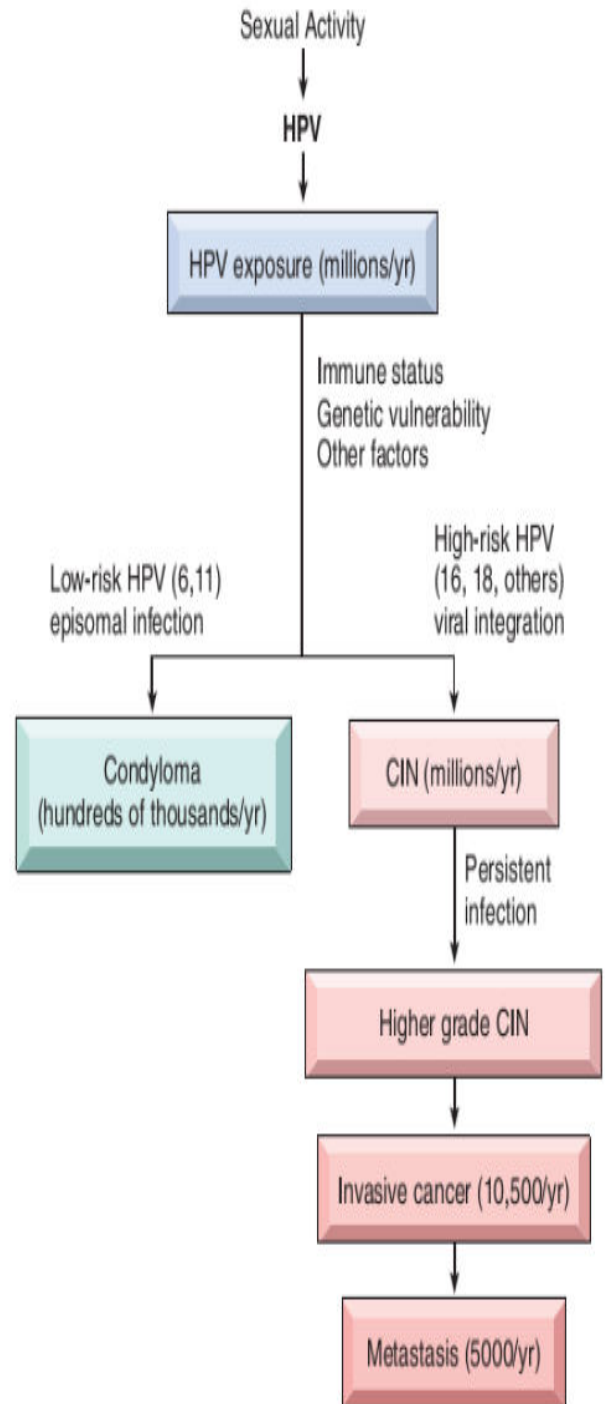 Sexual Activity
HPV
HPV exposure (millions/yr)
Immune status
Genetic vulnerability
Other factors
Low-risk HPV (6,11)
episomal infection
High-risk HPV
(16, 18, others)
viral integration
Condyloma
(hundreds of thousands/yr)
CIN (millions/yr)
Persistent
infection
Higher grade CIN
Invasive cancer (10,500/yr)
Metastasis (5000/yr)